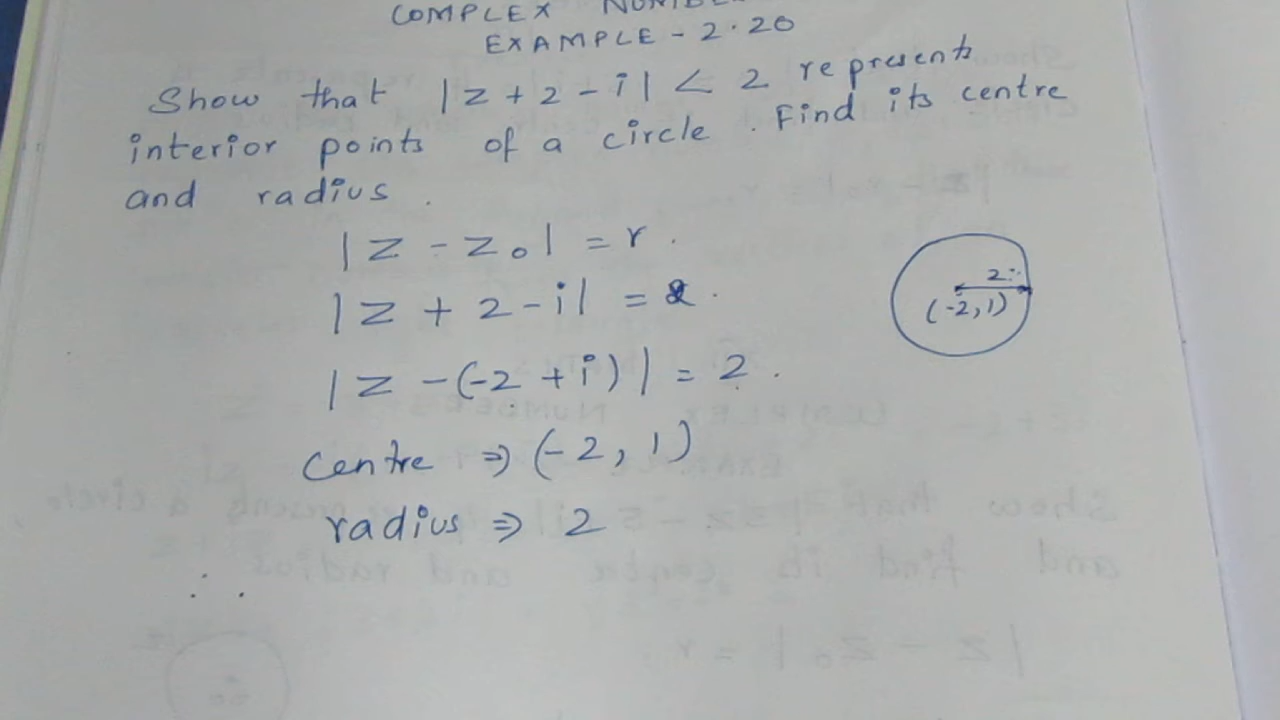 COMPLEX
EXAMPLE - 2.20
Show that |z + 2 - i| < 2 represents
interior points of a circle. Find its centre
and radius.
|z - z₀| = r.
|z + 2 - i| = 2.
|z - (-2 + i)| = 2.
Centre ⇒ (-2, 1)
radius ⇒ 2
∴
2
(-2, 1)